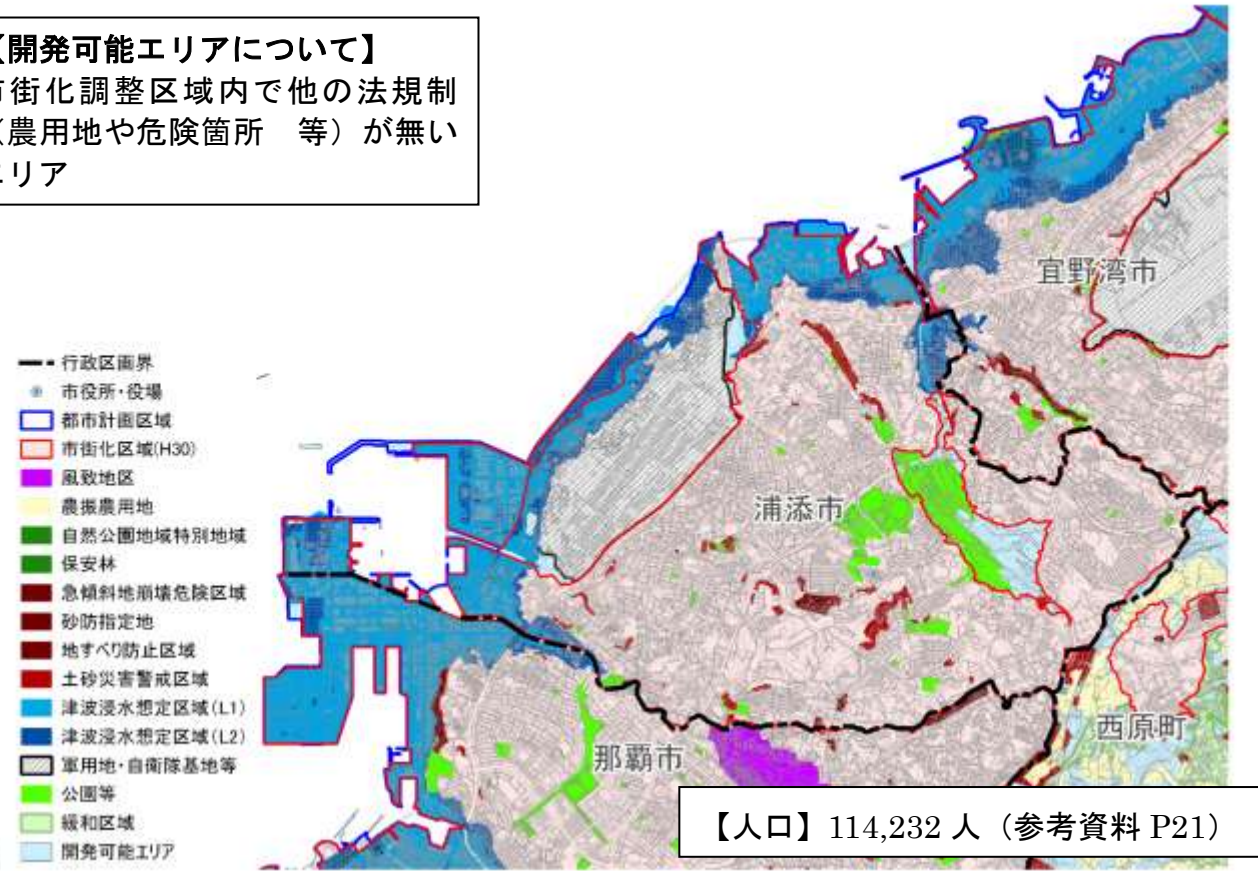 【開発可能エリアについて】
市街化調整区域内で他の法規制
（農用地や危険箇所　等）が無い
エリア
宜野湾市
行政区画界
市役所・役場
都市計画区域
市街化区域(H30)
風致地区
農振農用地
自然公園地域特別地域
保安林
急傾斜地崩壊危険区域
砂防指定地
地すべり防止区域
土砂災害警戒区域
津波浸水想定区域(L1)
津波浸水想定区域(L2)
軍用地・自衛隊基地等
公園等
緩和区域
開発可能エリア
浦添市
西原町
那覇市
【人口】114,232 人（参考資料 P21）